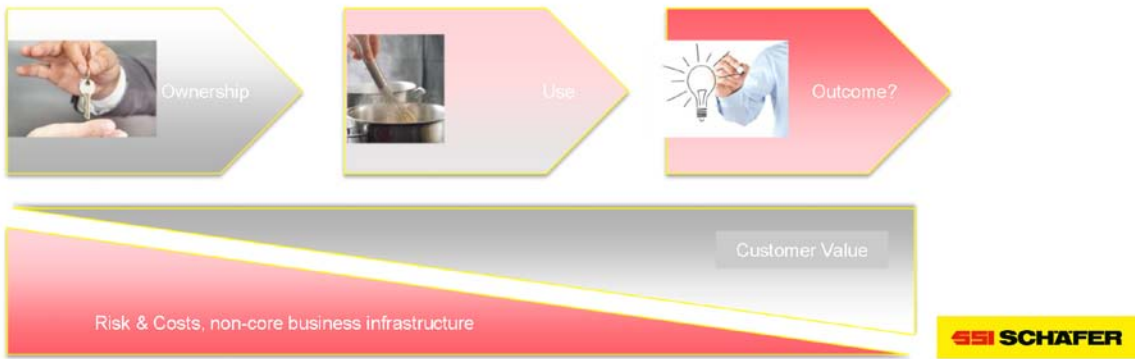 Ownership
Use
Outcome?
Customer Value
Risk & Costs, non-core business infrastructure
SSI SCHÄFER